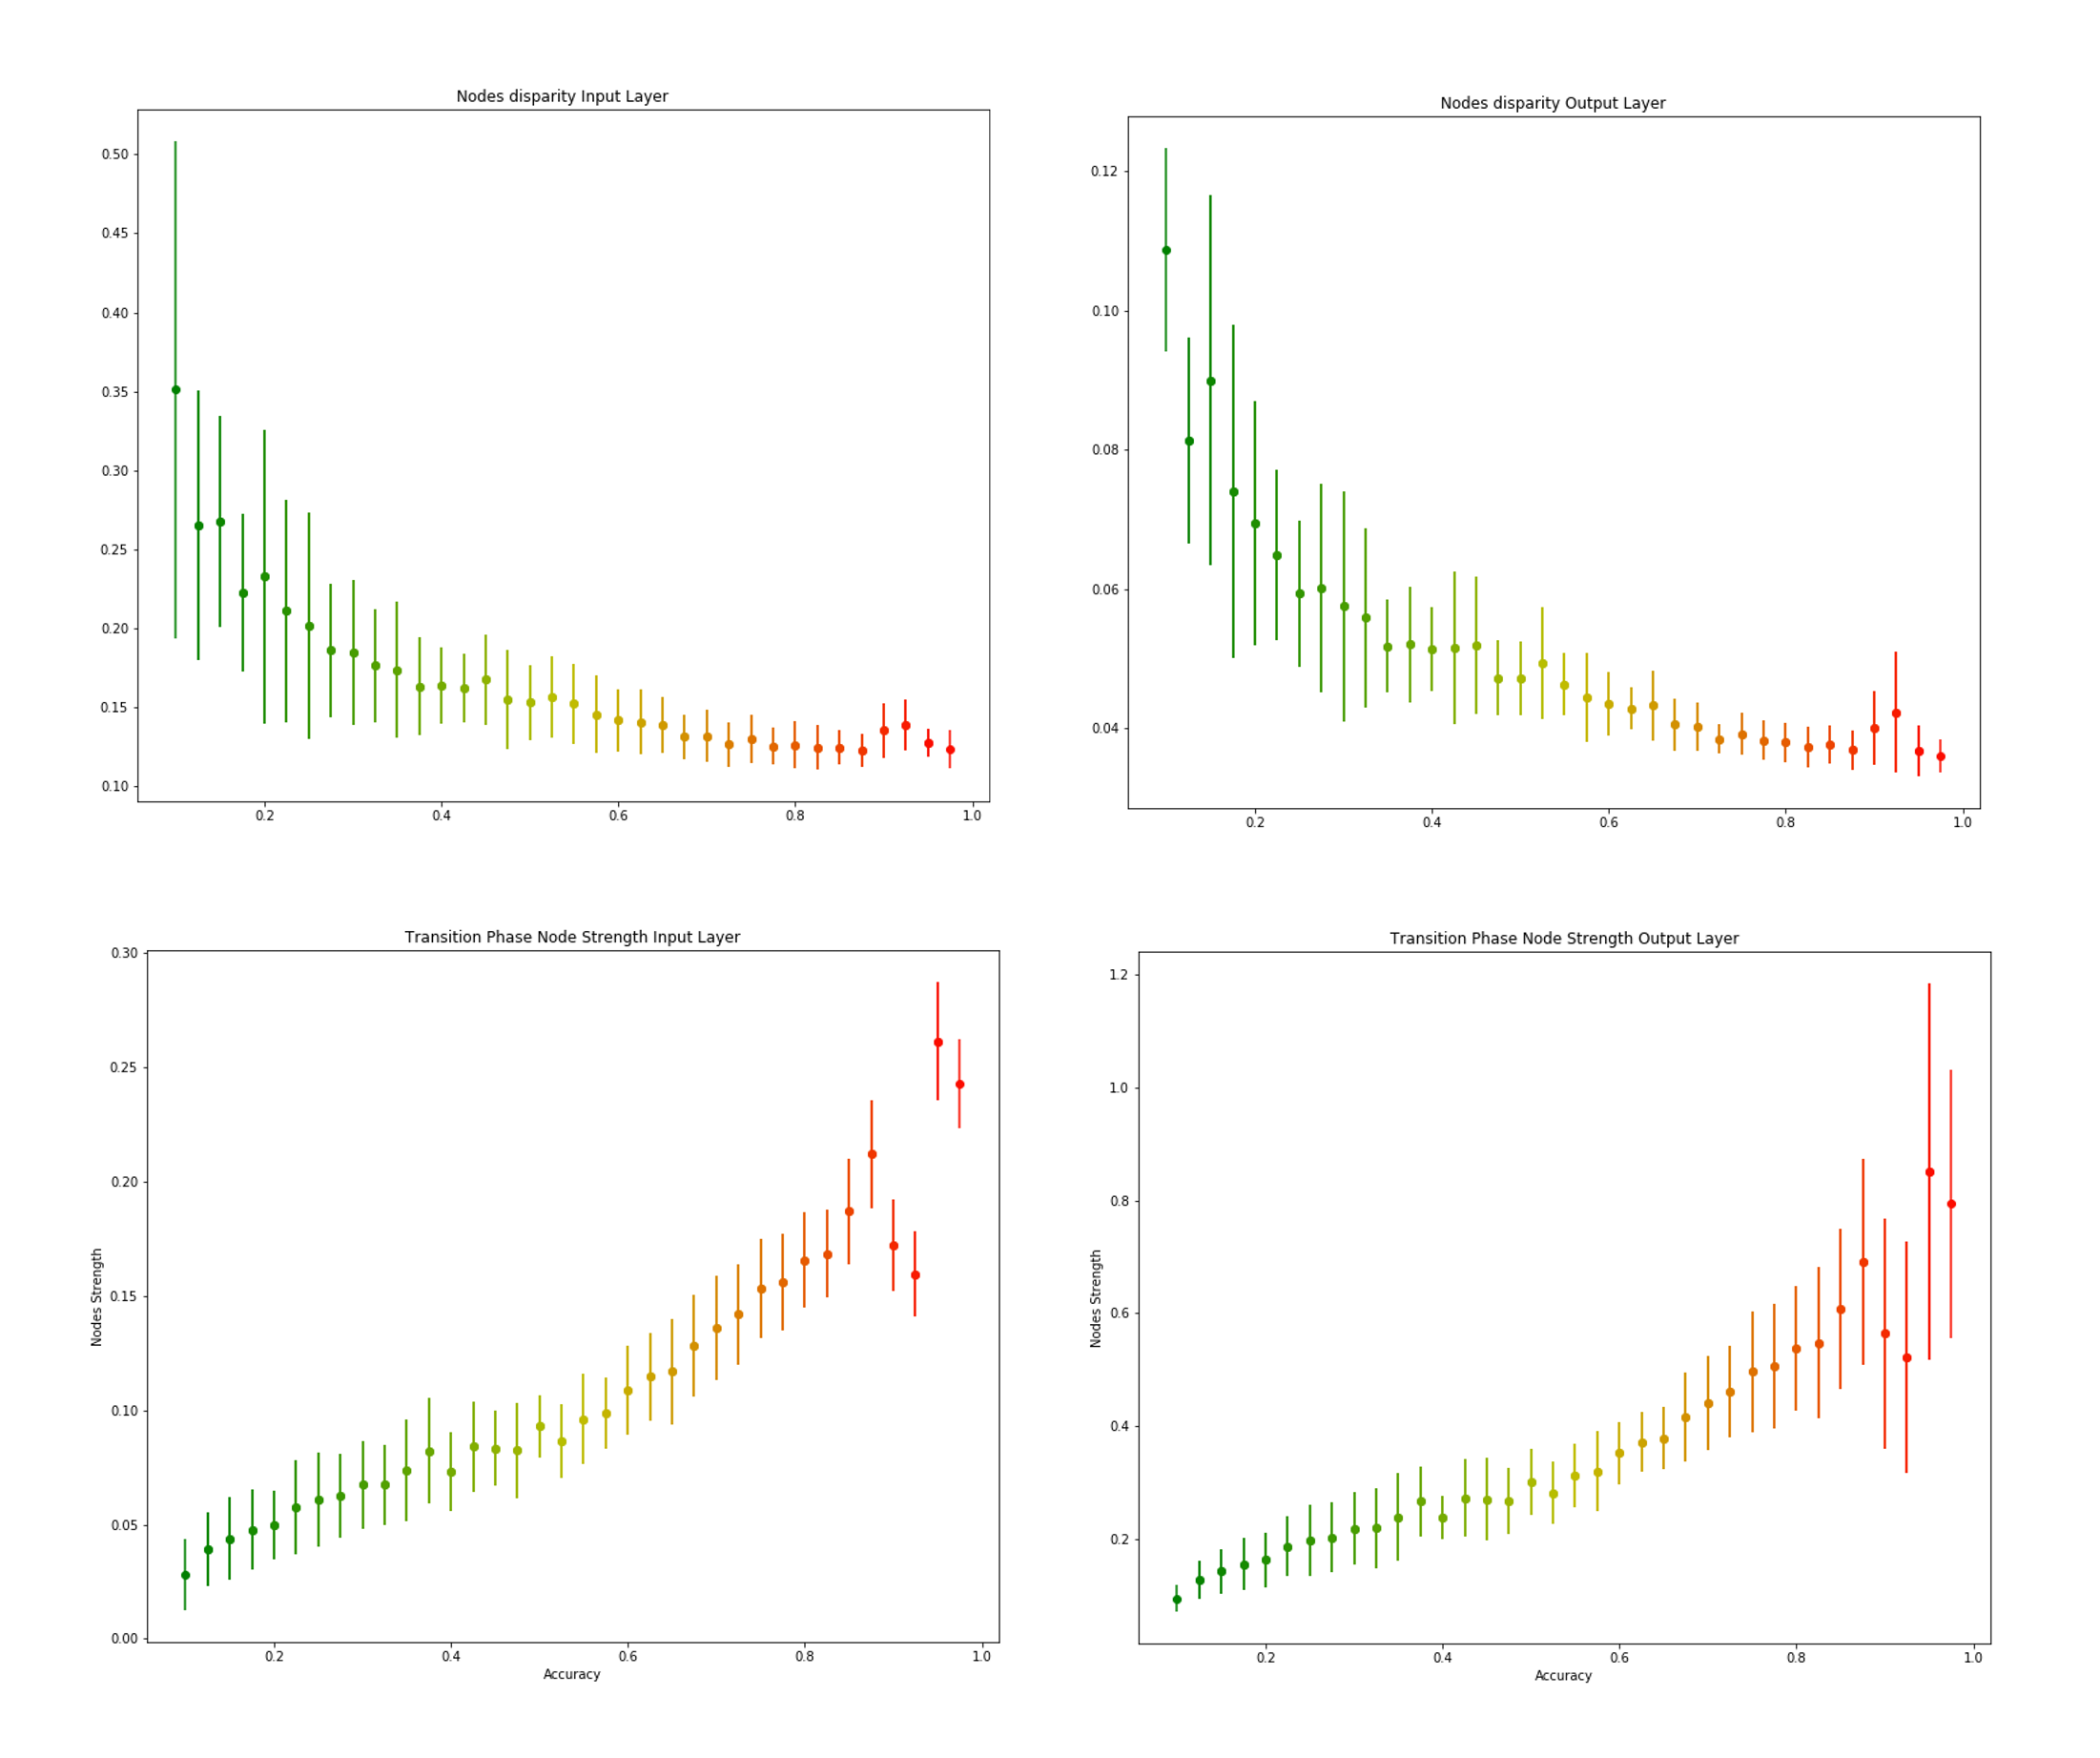 Nodes disparity Input Layer
0.50
0.45
0.40
0.35
0.30
0.25
0.20
0.15
0.10
0.2 0.4 0.6 0.8 1.0
Nodes disparity Output Layer
0.12
0.10
0.08
0.06
0.04
0.2 0.4 0.6 0.8 1.0
Transition Phase Node Strength Input Layer
0.30
0.25
0.20
0.15
0.10
0.05
0.00
Nodes Strength
0.2 0.4 0.6 0.8 1.0
Accuracy
Transition Phase Node Strength Output Layer
1.2
1.0
0.8
0.6
0.4
0.2
Nodes Strength
0.2 0.4 0.6 0.8 1.0
Accuracy